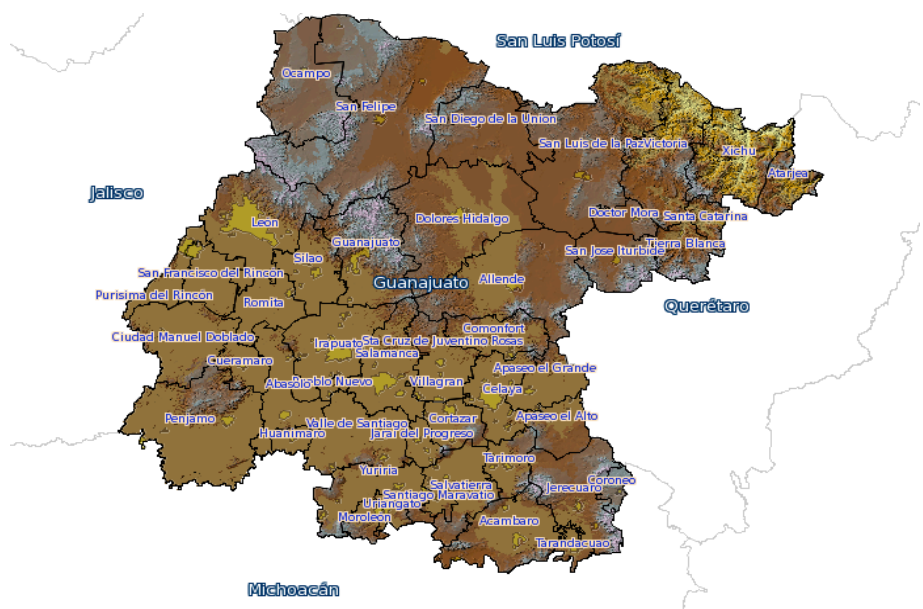 San Luis Potosí
Ocampo
San Felipe
San Diego de la Union
San Luis de la Paz
Victoria
Xichu
Atarjea
Jalisco
León
Dolores Hidalgo
Doctor Mora
Santa Catarina
Guanajuato
Silao
San Jose Iturbide
Tierra Blanca
San Francisco del Rincón
Allende
Guanajuato
Purisima del Rincón
Romita
Querétaro
Comonfort
Ciudad Manuel Doblado
Irapuato
Sta Cruz de Juventino Rosas
Salamanca
Cueramaro
Apaseo el Grande
Abasolo
Pueblo Nuevo
Villagran
Celaya
Penjamo
Valle de Santiago
Cortazar
Apaseo el Alto
Huanimaro
Jaral del Progreso
Tarimoro
Yuriria
Coroneo
Salvatierra
Jerecuaro
Santiago Maravatio
Uriangato
Moroleon
Acambaro
Tarandacuao
Michoacán